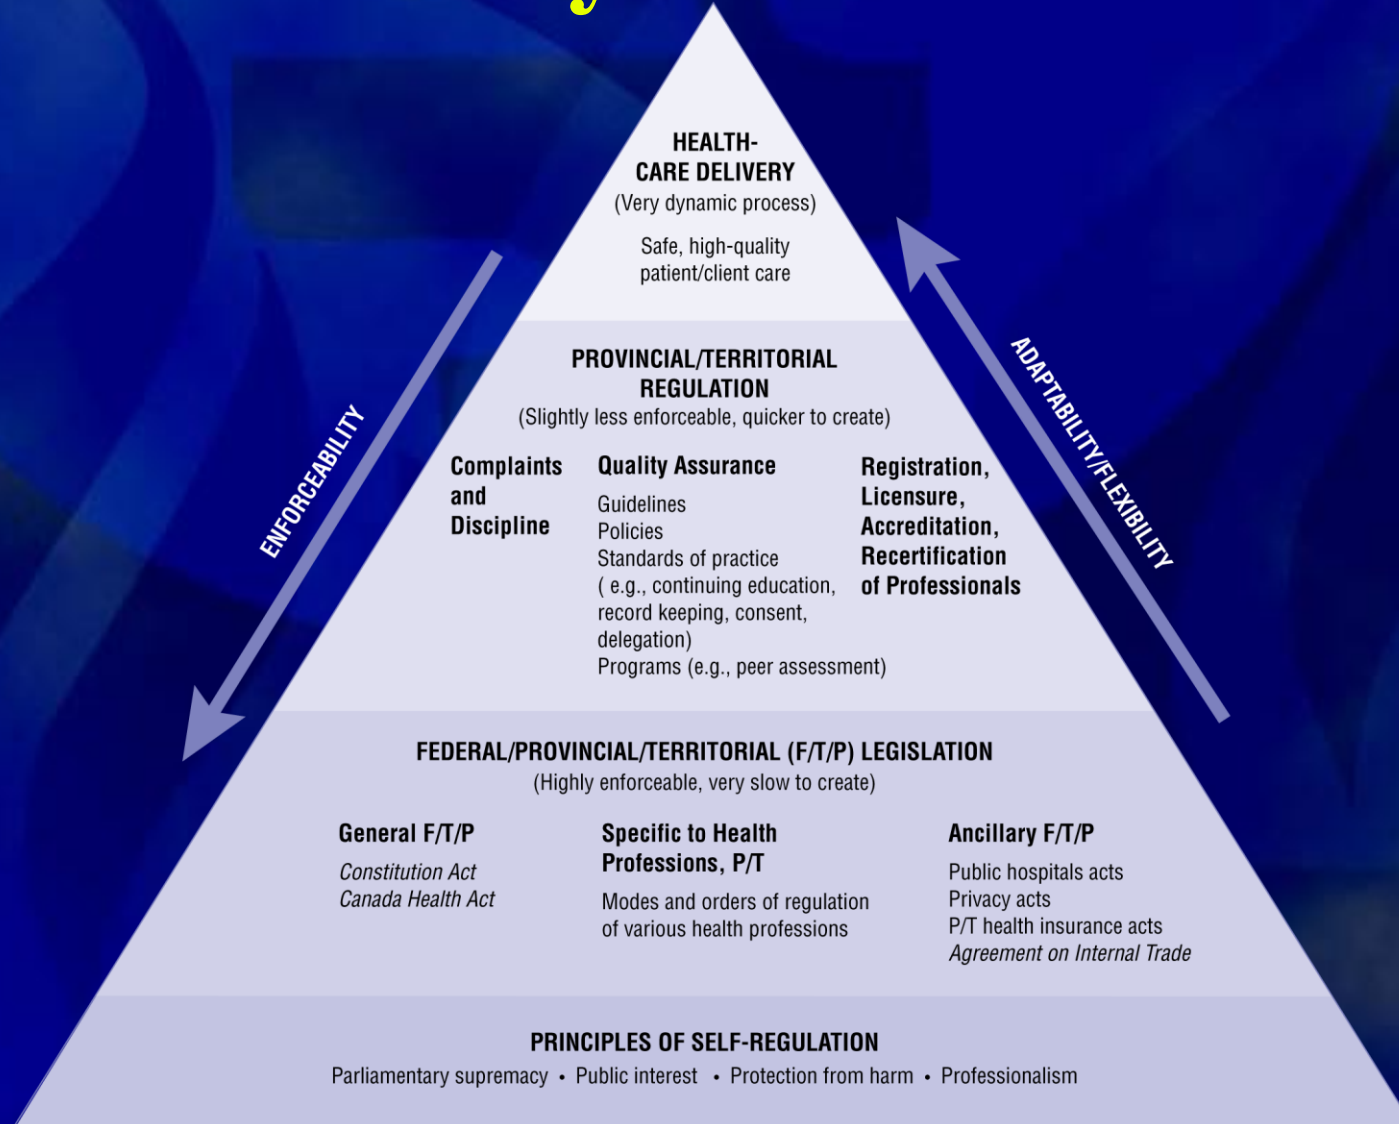 HEALTH-
CARE DELIVERY
(Very dynamic process)
Safe, high-quality
patient/client care
ENFORCEABILITY
ADAPTABILITY/FLEXIBILITY
PROVINCIAL/TERRITORIAL
REGULATION
(Slightly less enforceable, quicker to create)
Complaints
and
Discipline
Quality Assurance
Guidelines
Policies
Standards of practice
( e.g., continuing education,
record keeping, consent,
delegation)
Programs (e.g., peer assessment)
Registration,
Licensure,
Accreditation,
Recertification
of Professionals
FEDERAL/PROVINCIAL/TERRITORIAL (F/T/P) LEGISLATION
(Highly enforceable, very slow to create)
General F/T/P
Constitution Act
Canada Health Act
Specific to Health
Professions, P/T
Modes and orders of regulation
of various health professions
Ancillary F/T/P
Public hospitals acts
Privacy acts
P/T health insurance acts
Agreement on Internal Trade
PRINCIPLES OF SELF-REGULATION
Parliamentary supremacy • Public interest • Protection from harm • Professionalism